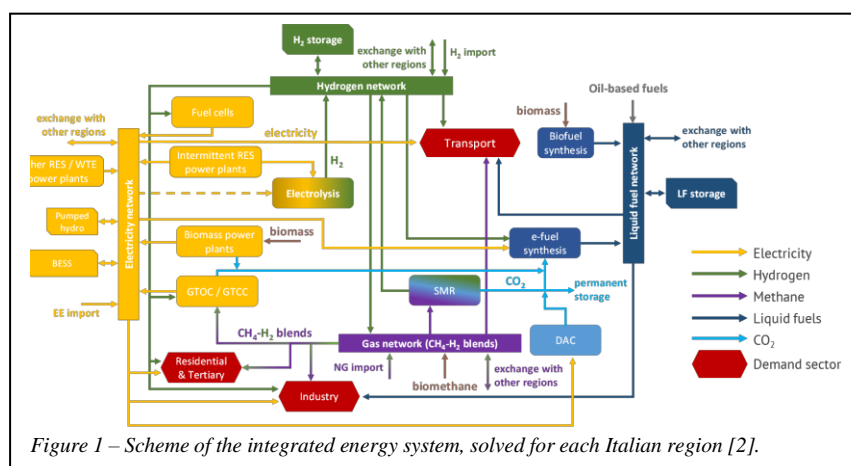 H2 storage
exchange with
other regions
H2 import
Hydrogen network
Oil-based fuels
biomass
exchange with
other regions
Fuel cells
electricity
Transport
Biofuel
synthesis
exchange with
other regions
her RES / WTE
power plants
Intermittent RES
power plants
H2
Electrolysis
Electricity network
Liquid fuel network
LF storage
Pumped
hydro
Biomass power
plants
biomass
e-fuel
synthesis
BESS
GTOC / GTCC
SMR
CO2
permanent
storage
EE import
CH4-H2 blends
Gas network (CH4-H2 blends)
DAC
Residential
& Tertiary
NG import
biomethane
exchange with
other regions
Industry
Electricity
Hydrogen
Methane
Liquid fuels
CO2
Demand sector
Figure 1 – Scheme of the integrated energy system, solved for each Italian region [2].